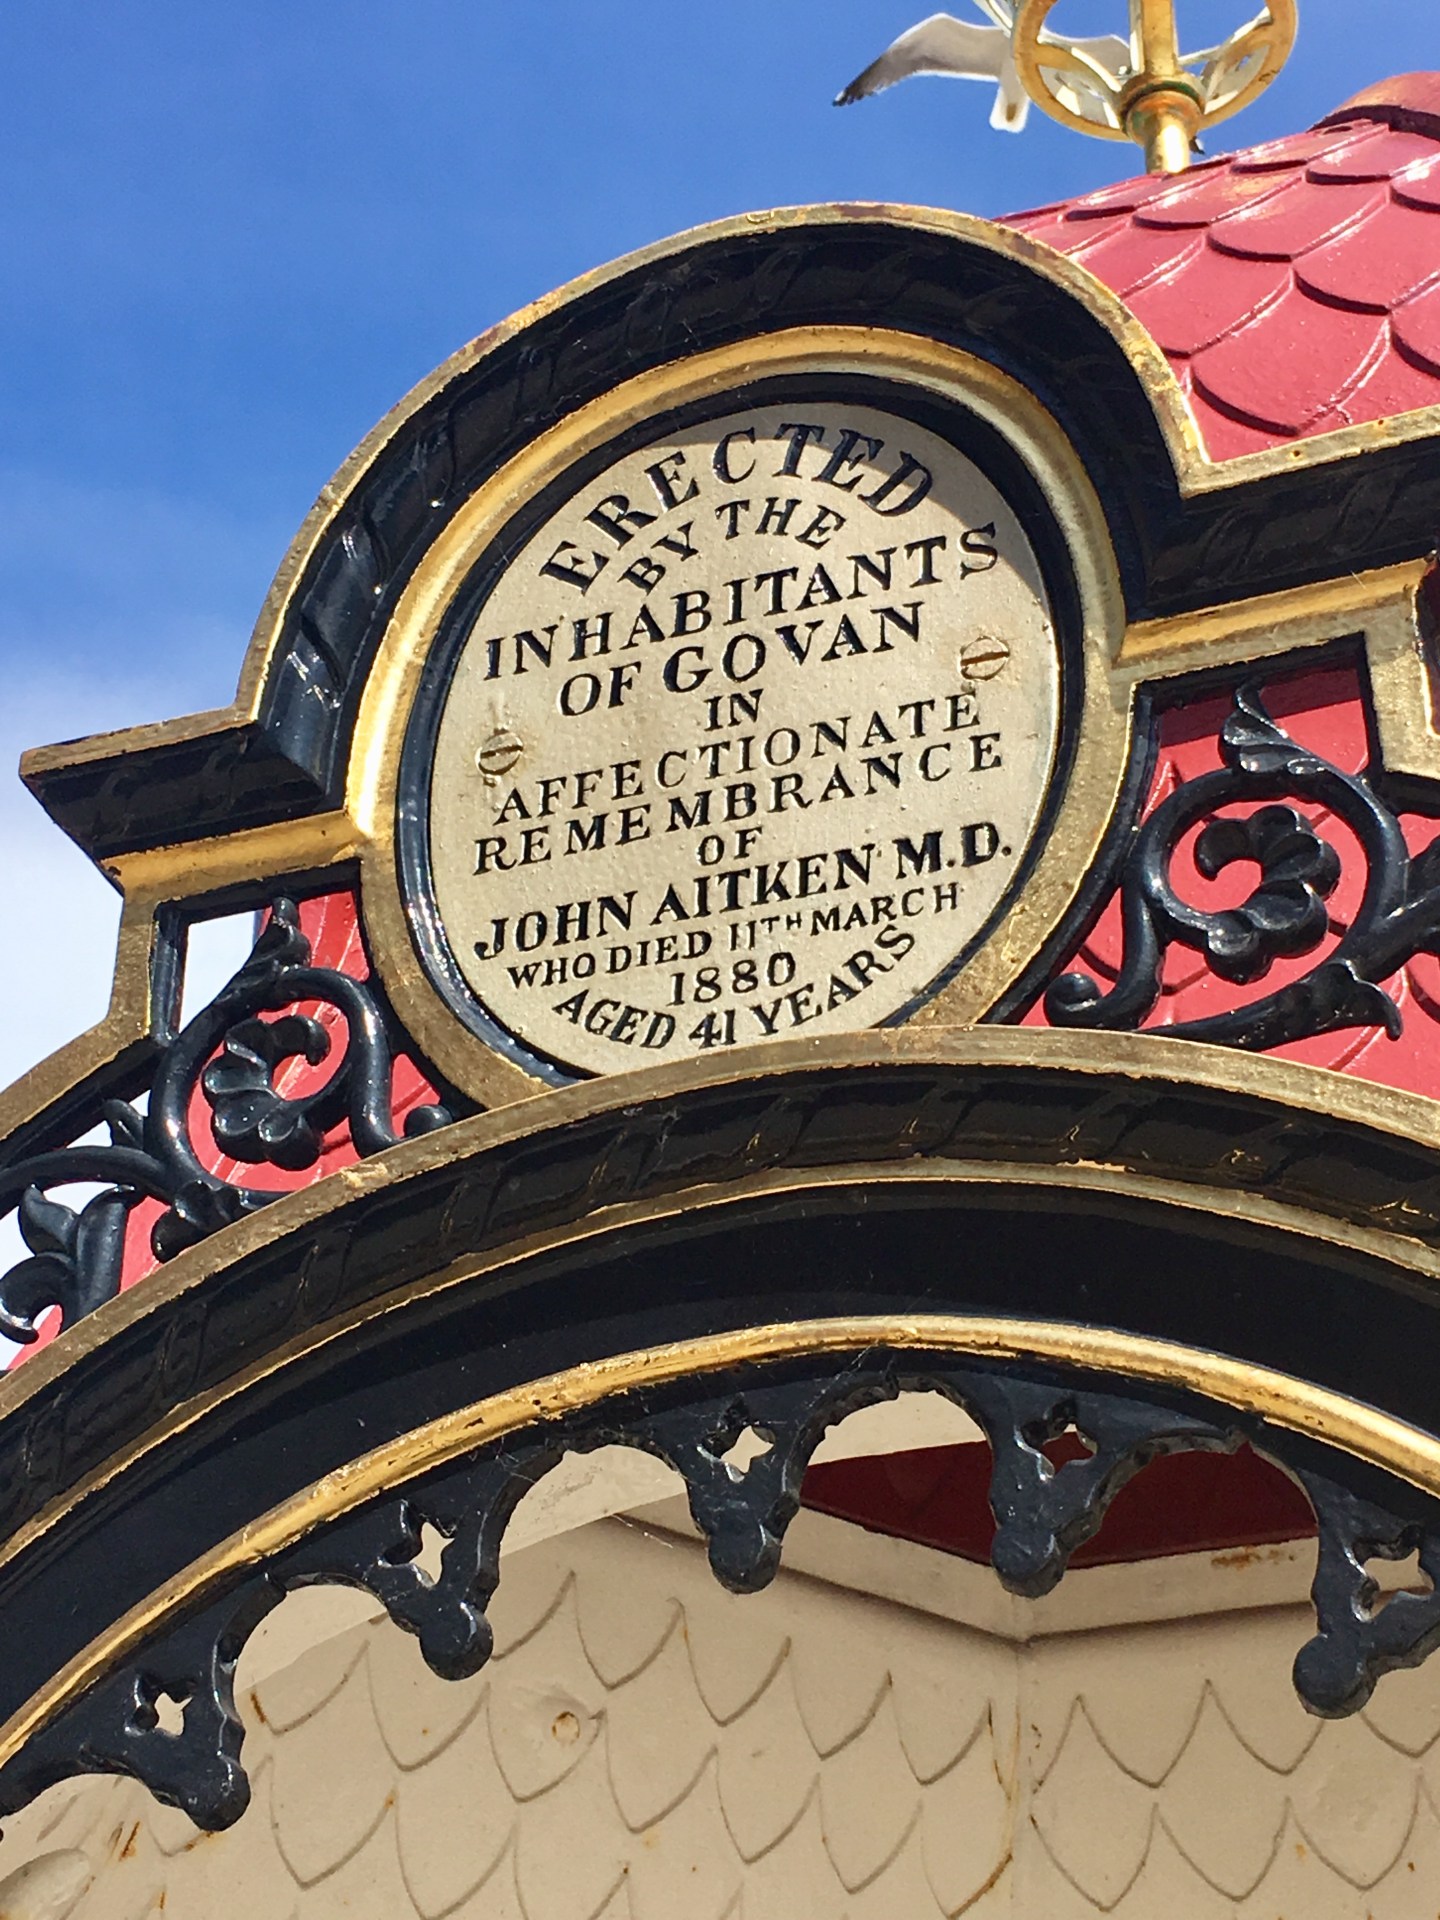 ERECTED
BY THE
INHABITANTS
OF GOVAN
IN
AFFECTIONATE
REMEMBRANCE
OF
JOHN AITKEN M.D.
WHO DIED 11TH MARCH
1880
AGED 41 YEARS